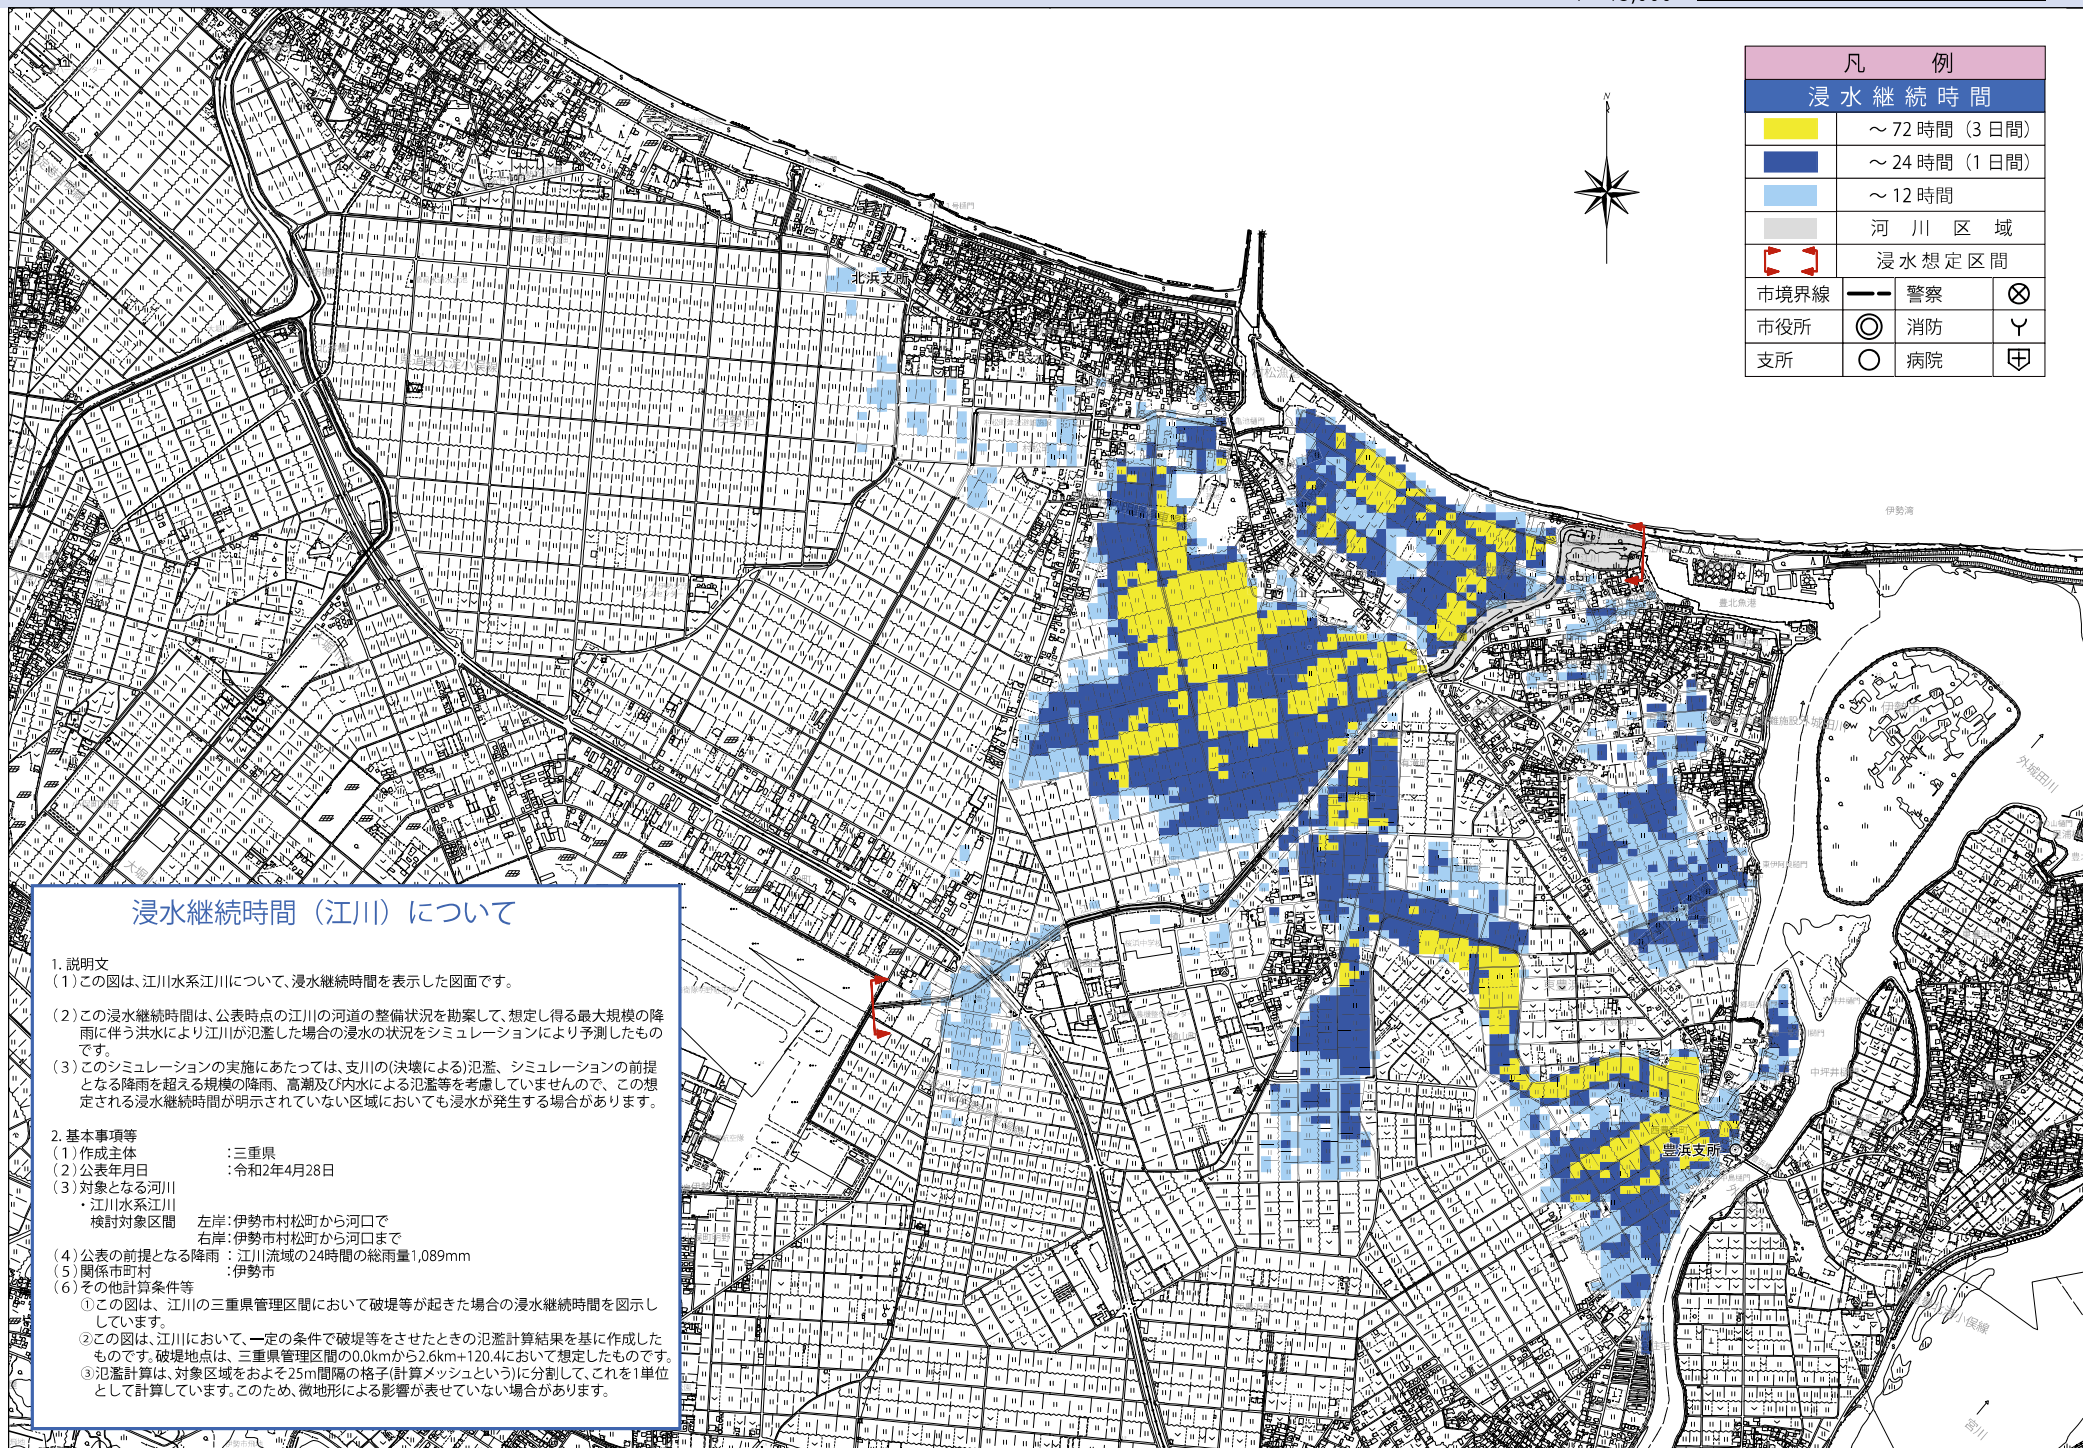 凡 例
浸水継続時間
～72時間（3日間）
～24時間（1日間）
～12時間
河川区域
浸水想定区間
市境界線
警察
市役所
消防
支所
病院
N
北浜支所
伊勢湾
豊北魚港
外城田川
中坪井樋門
豊浜支所
宮川
浸水継続時間（江川）について
1. 説明文
（1）この図は、江川水系江川について、浸水継続時間を表示した図面です。
（2）この浸水継続時間は、公表時点の江川の河道の整備状況を勘案して、想定し得る最大規模の降
雨に伴う洪水により江川が氾濫した場合の浸水の状況をシミュレーションにより予測したもの
です。
（3）このシミュレーションの実施にあたっては、支川の(決壊による)氾濫、シミュレーションの前提
となる降雨を超える規模の降雨、高潮及び内水による氾濫等を考慮していませんので、この想
定される浸水継続時間が明示されていない区域においても浸水が発生する場合があります。
2. 基本事項等
（1）作成主体 ：三重県
（2）公表年月日 ：令和2年4月28日
（3）対象となる河川
・江川水系江川
検討対象区間 左岸：伊勢市村松町から河口で
右岸：伊勢市村松町から河口まで
（4）公表の前提となる降雨 ：江川流域の24時間の総雨量1,089mm
（5）関係市町村 ：伊勢市
（6）その他計算条件等
①この図は、江川の三重県管理区間において破堤等が起きた場合の浸水継続時間を図示し
しています。
②この図は、江川において、一定の条件で破堤等をさせたときの氾濫計算結果を基に作成した
ものです。破堤地点は、三重県管理区間の0.0kmから2.6km+120.4において想定したものです。
③氾濫計算は、対象区域をおよそ25m間隔の格子(計算メッシュという)に分割して、これを1単位
として計算しています。このため、微地形による影響が表せていない場合があります。